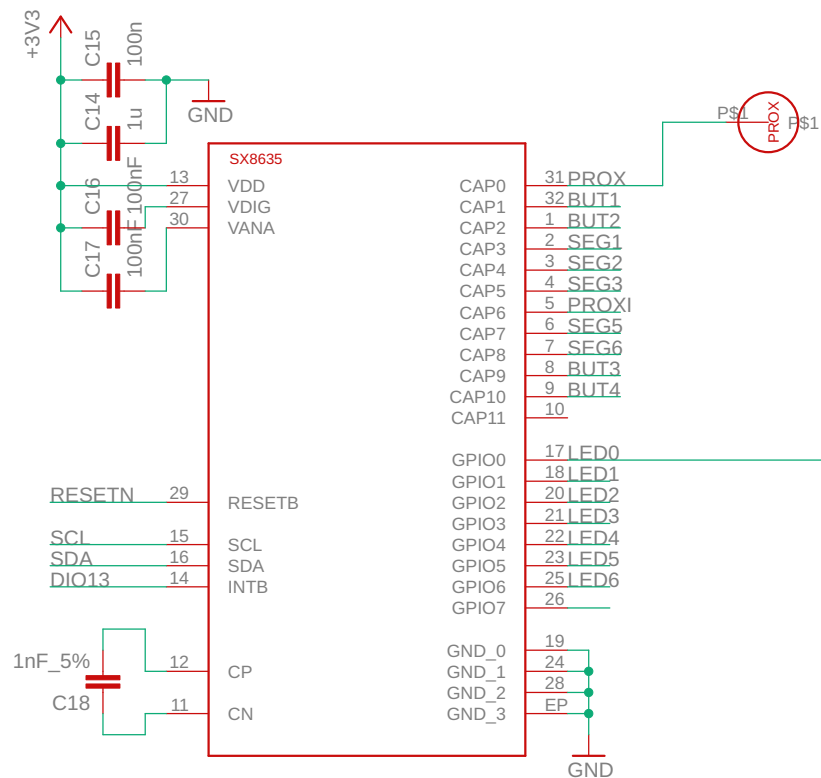 +3V3
C15
100n
C14
1u
GND
C16
100nF
C17
100nF
SX8635
13 VDD
27 VDIG
30 VANA
RESETN 29 RESETB
SCL 15 SCL
SDA 16 SDA
DIO13 14 INTB
1nF_5%
C18
12 CP
11 CN
CAP0 31 PROX
CAP1 32 BUT1
CAP2 1 BUT2
CAP3 2 SEG1
CAP4 3 SEG2
CAP5 4 SEG3
CAP6 5 PROXI
CAP7 6 SEG5
CAP8 7 SEG6
CAP9 8 BUT3
CAP10 9 BUT4
CAP11 10
GPIO0 17 LED0
GPIO1 18 LED1
GPIO2 20 LED2
GPIO3 21 LED3
GPIO4 22 LED4
GPIO5 23 LED5
GPIO6 25 LED6
GPIO7 26
GND_0 19
GND_1 24
GND_2 28
GND_3 EP
GND
P$1
PROX
P$1